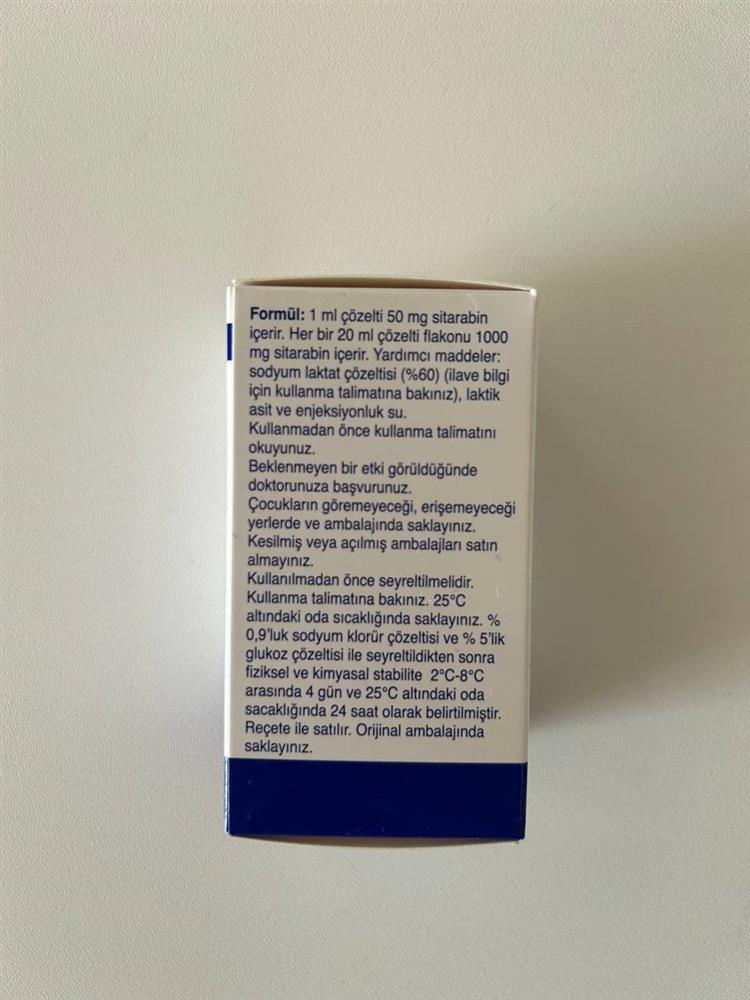 Formül: 1 ml çözelti 50 mg sitarabin
içerir. Her bir 20 ml çözelti flakonu 1000
mg sitarabin içerir. Yardımcı maddeler:
sodyum laktat çözeltisi (%60) (ilave bilgi
için kullanma talimatına bakınız), laktik
asit ve enjeksiyonluk su.
Kullanmadan önce kullanma talimatını
okuyunuz.
Beklenmeyen bir etki görüldüğünde
doktorunuza başvurunuz.
Çocukların göremeyeceği, erişemeyeceği
yerlerde ve ambalajında saklayınız.
Kesilmiş veya açılmış ambalajları satın
almayınız.
Kullanılmadan önce seyreltilmelidir.
Kullanma talimatına bakınız. 25°C
altındaki oda sıcaklığında saklayınız. %
0,9'luk sodyum klorür çözeltisi ve % 5'lik
glukoz çözeltisi ile seyreltildikten sonra
fiziksel ve kimyasal stabilite 2°C-8°C
arasında 4 gün ve 25°C altındaki oda
sacaklığında 24 saat olarak belirtilmiştir.
Reçete ile satılır. Orijinal ambalajında
saklayınız.